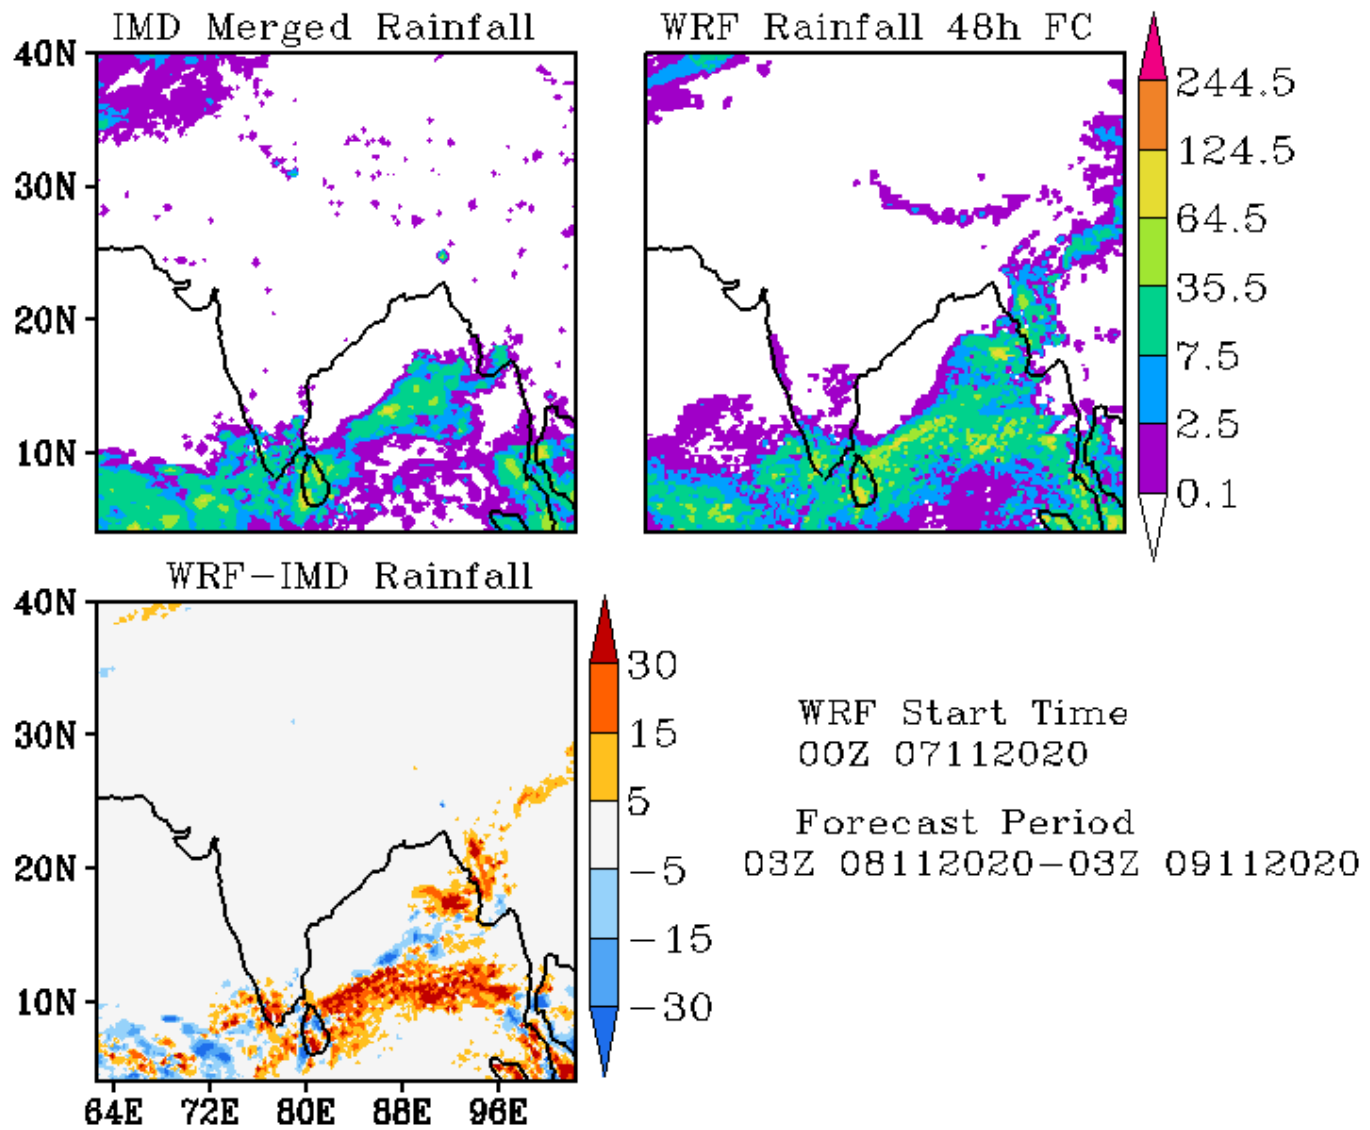 IMD Merged Rainfall
WRF Rainfall 48h FC
40N
30N
20N
10N
244.5
124.5
64.5
35.5
7.5
2.5
0.1
WRF-IMD Rainfall
40N
30N
20N
10N
64E 72E 80E 88E 96E
30
15
5
-5
-15
-30
WRF Start Time
00Z 07112020
Forecast Period
03Z 08112020-03Z 09112020